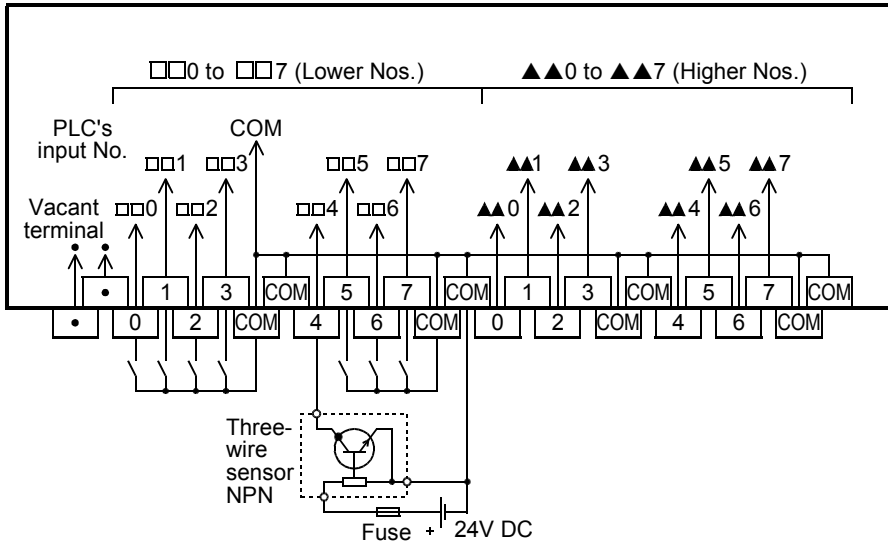 □□0 to □□7 (Lower Nos.) ▲▲0 to ▲▲7 (Higher Nos.)
PLC's
input No.
COM
□□1 □□3 □□5 □□7 ▲▲1 ▲▲3 ▲▲5 ▲▲7
Vacant
terminal
□□0 □□2 □□4 □□6 ▲▲0 ▲▲2 ▲▲4 ▲▲6
• •
• 1 3 COM 5 7 COM 1 3 COM 5 7 COM
• 0 2 COM 4 6 COM 0 2 COM 4 6 COM
Three-
wire
sensor
NPN
Fuse + 24V DC